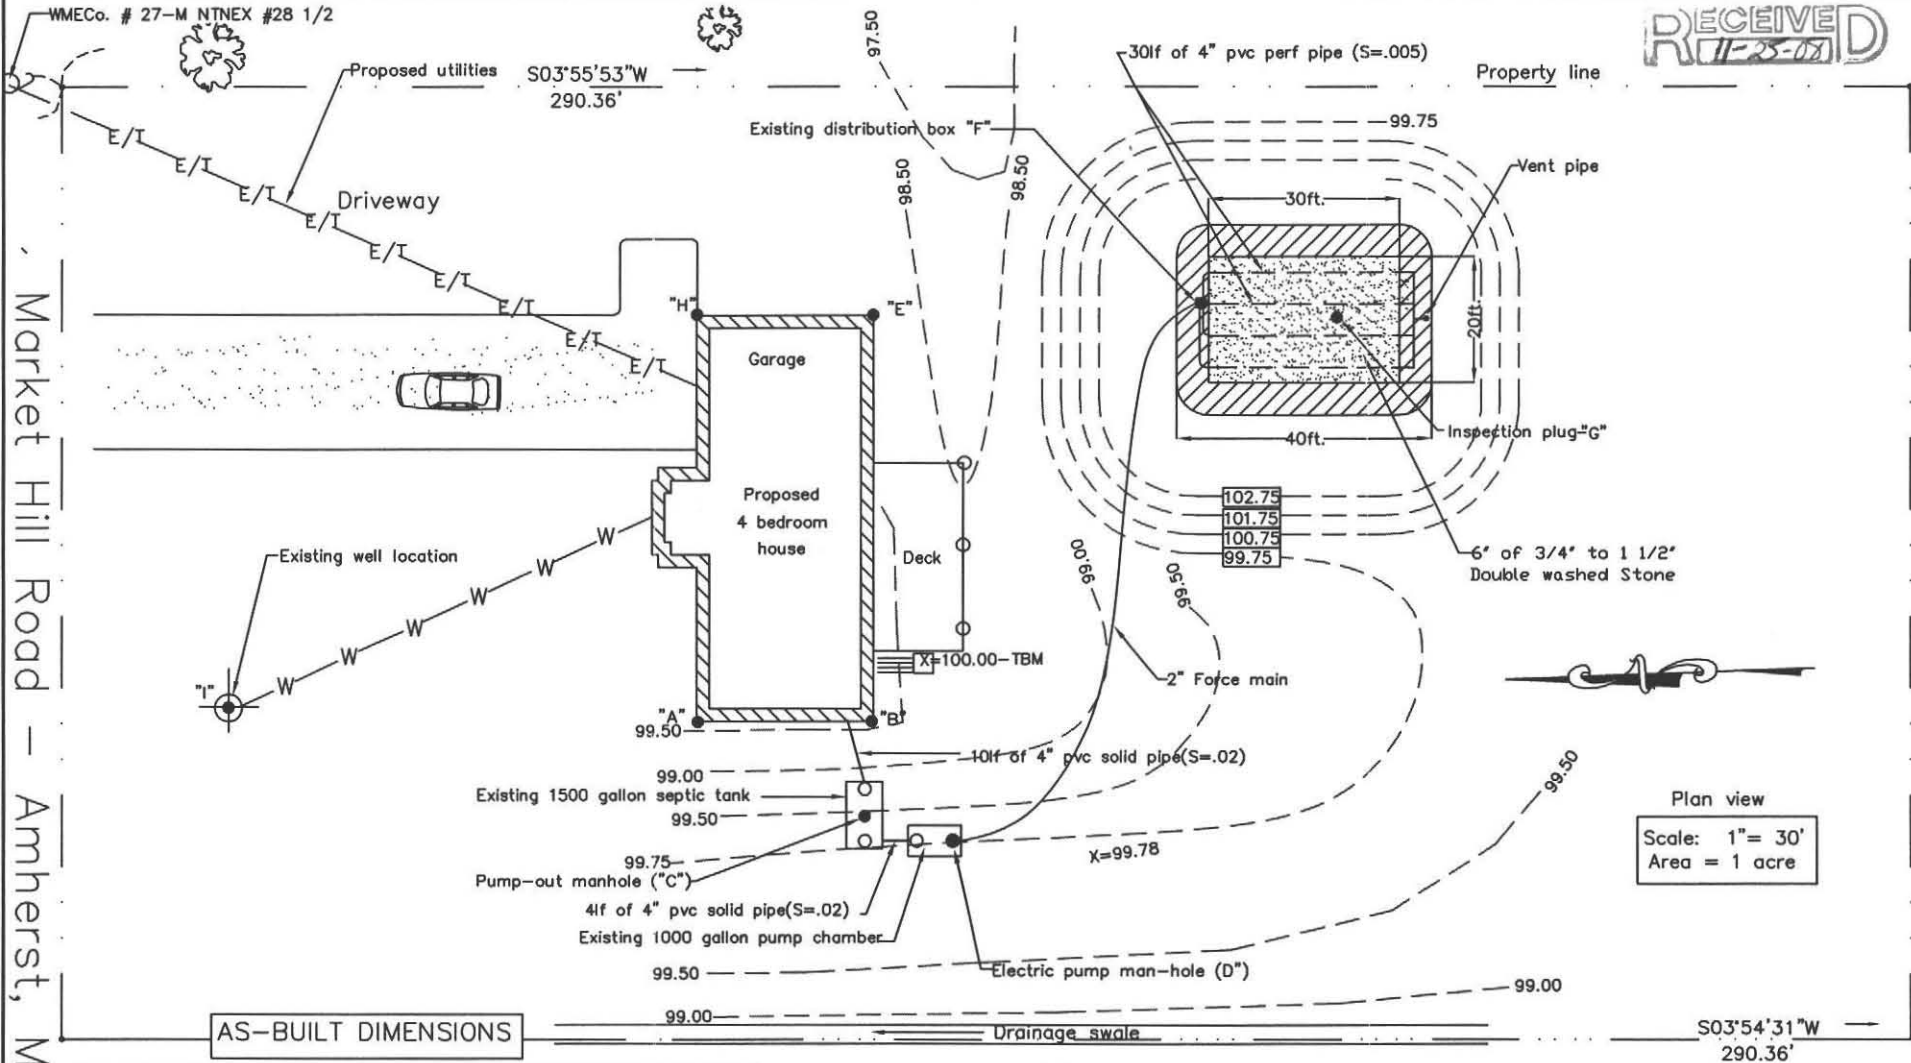 WMECo. # 27-M NTNEX #28 1/2
RECEIVED
11-25-08
Proposed utilities
S03°55'53"W
290.36'
97.50
30lf of 4" pvc perf pipe (S=.005)
Property line
Existing distribution box "F"
99.75
Vent pipe
E/T
E/T
E/T
E/T
E/T
E/T
E/T
E/T
E/T
Driveway
98.50
98.50
30ft.
20ft.
40ft.
"H"
"E"
Garage
Inspection plug-"G"
Proposed
4 bedroom
house
Deck
102.75
101.75
100.75
99.75
6" of 3/4" to 1 1/2"
Double washed Stone
Existing well location
W
W
W
W
W
W
"I"
99.00
99.50
X=100.00-TBM
2" Force main
"A"
"B"
99.50
10lf of 4" pvc solid pipe(S=.02)
99.00
Existing 1500 gallon septic tank
99.50
99.50
99.75
X=99.78
Pump-out manhole ("C")
4lf of 4" pvc solid pipe(S=.02)
Existing 1000 gallon pump chamber
Electric pump man-hole (D")
99.50
99.00
99.00
Plan view
Scale: 1"= 30'
Area = 1 acre
AS-BUILT DIMENSIONS
Drainage swale
S03°54'31"W
290.36'
Market Hill Road - Amherst, M